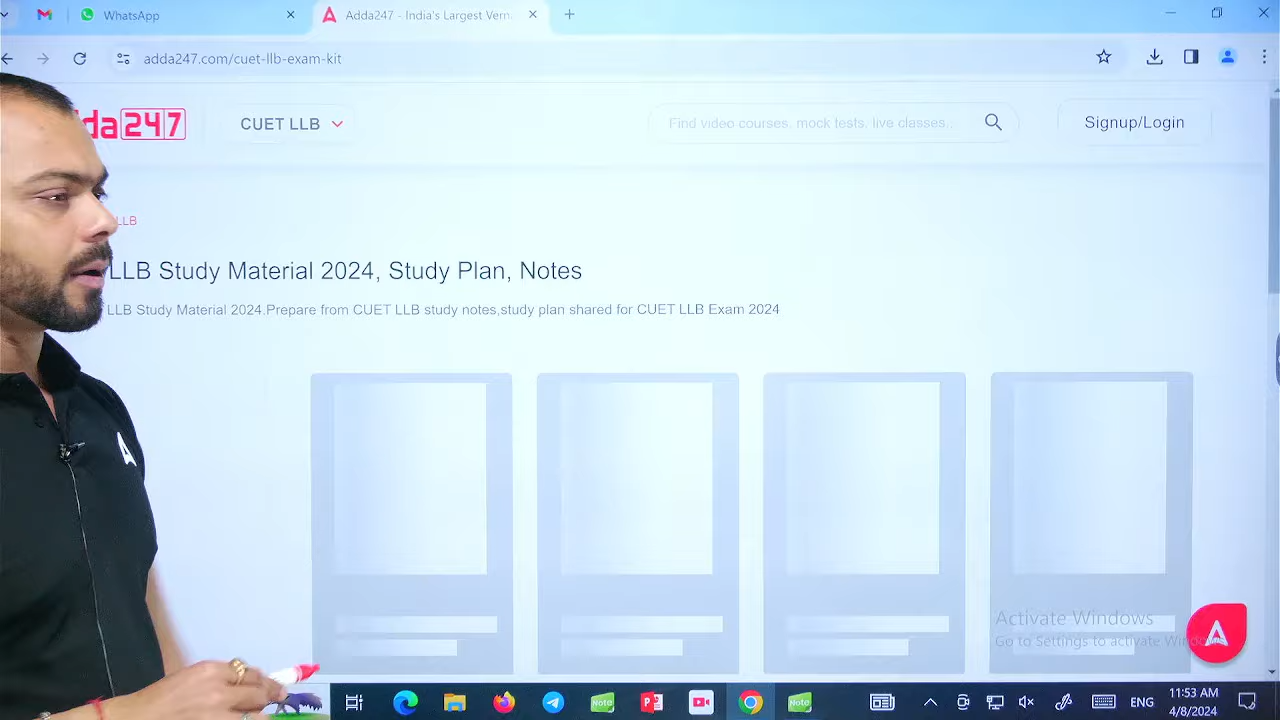 WhatsApp
Adda247 - India's Largest Vern
adda247.com/cuet-llb-exam-kit
dda247
CUET LLB
Find video courses, mock tests, live classes..
Signup/Login
LLB
LLB Study Material 2024, Study Plan, Notes
LLB Study Material 2024.Prepare from CUET LLB study notes,study plan shared for CUET LLB Exam 2024
Activate Windows
Go to Settings to activate Windows.
Note
Note
ENG
11:53 AM
4/8/2024